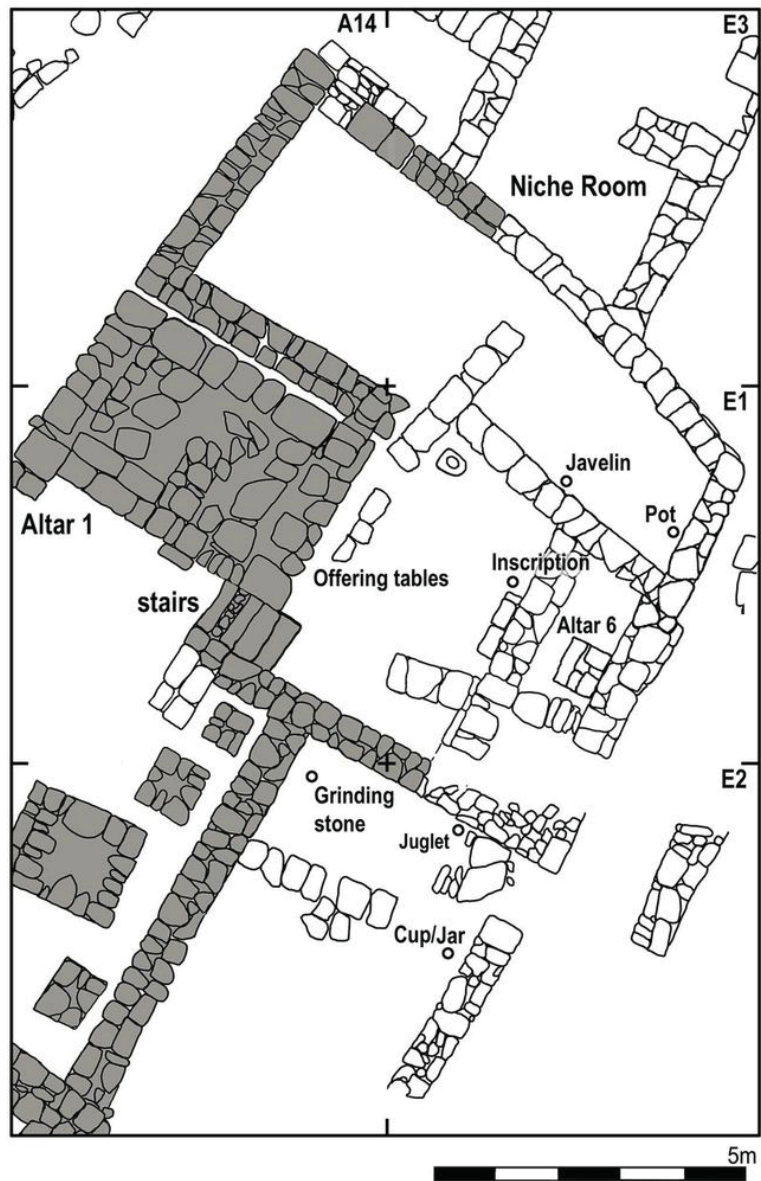 A14
E3
Niche Room
E1
Javelin
Pot
Altar 1
Inscription
Offering tables
stairs
Altar 6
E2
Grinding
stone
Juglet
Cup/Jar
5m